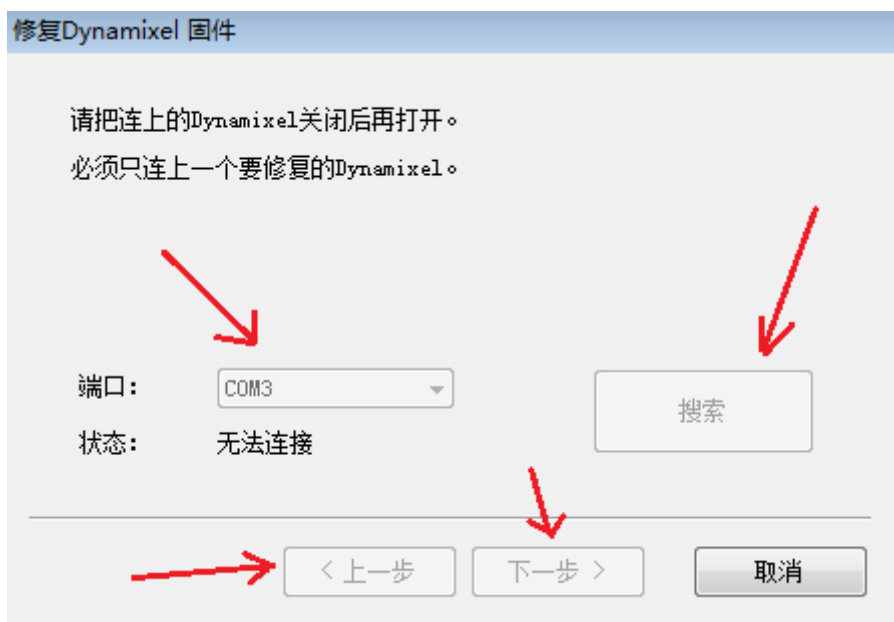 修复Dynamixel 固件
请把连上的Dynamixel关闭后再打开。
必须只连上一个要修复的Dynamixel。
端口： COM3
搜索
状态： 无法连接
< 上一步 下一步 > 取消